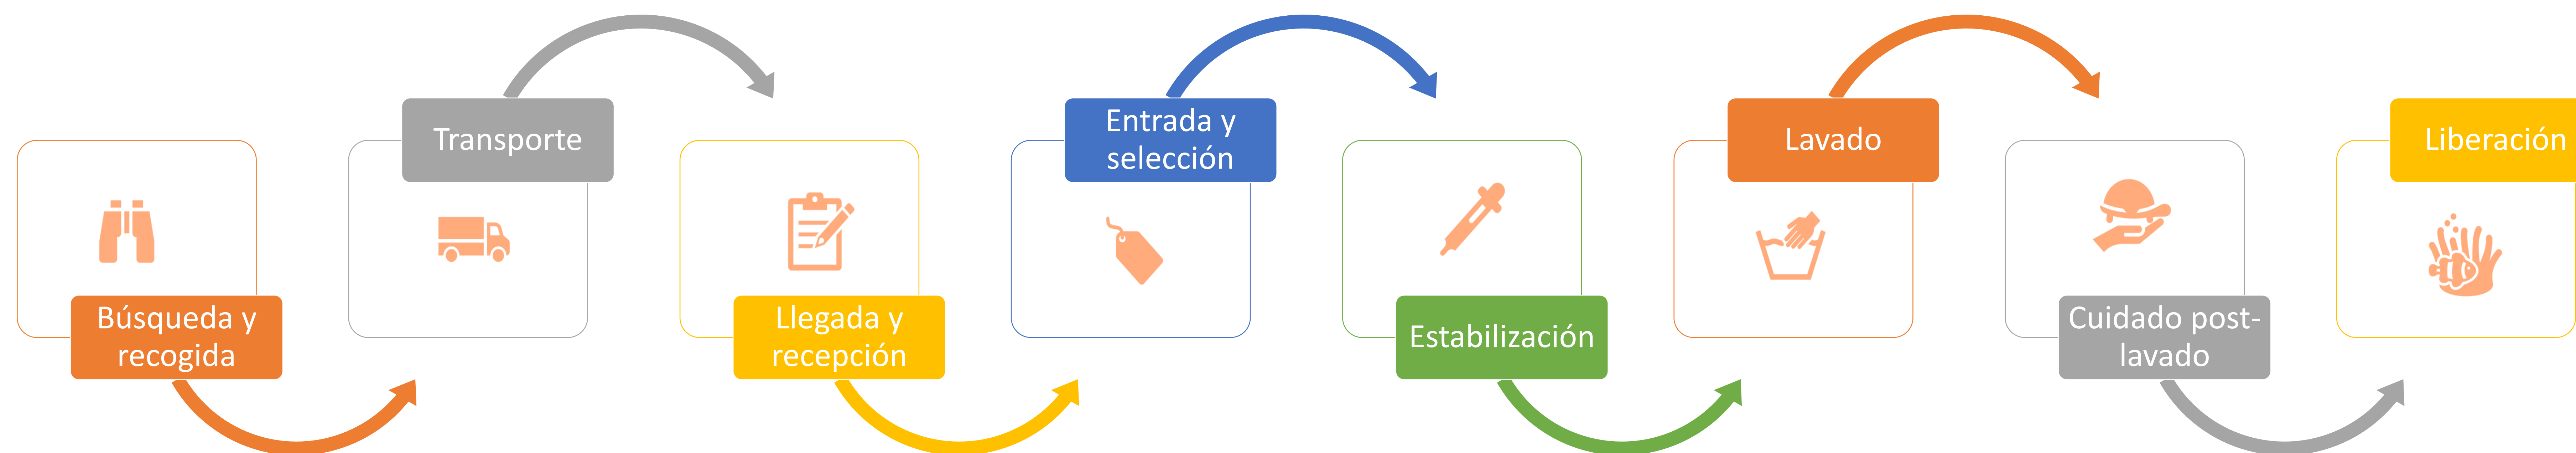 Búsqueda y
recogida
Transporte
Llegada y
recepción
Entrada y
selección
Estabilización
Lavado
Cuidado post-
lavado
Liberación